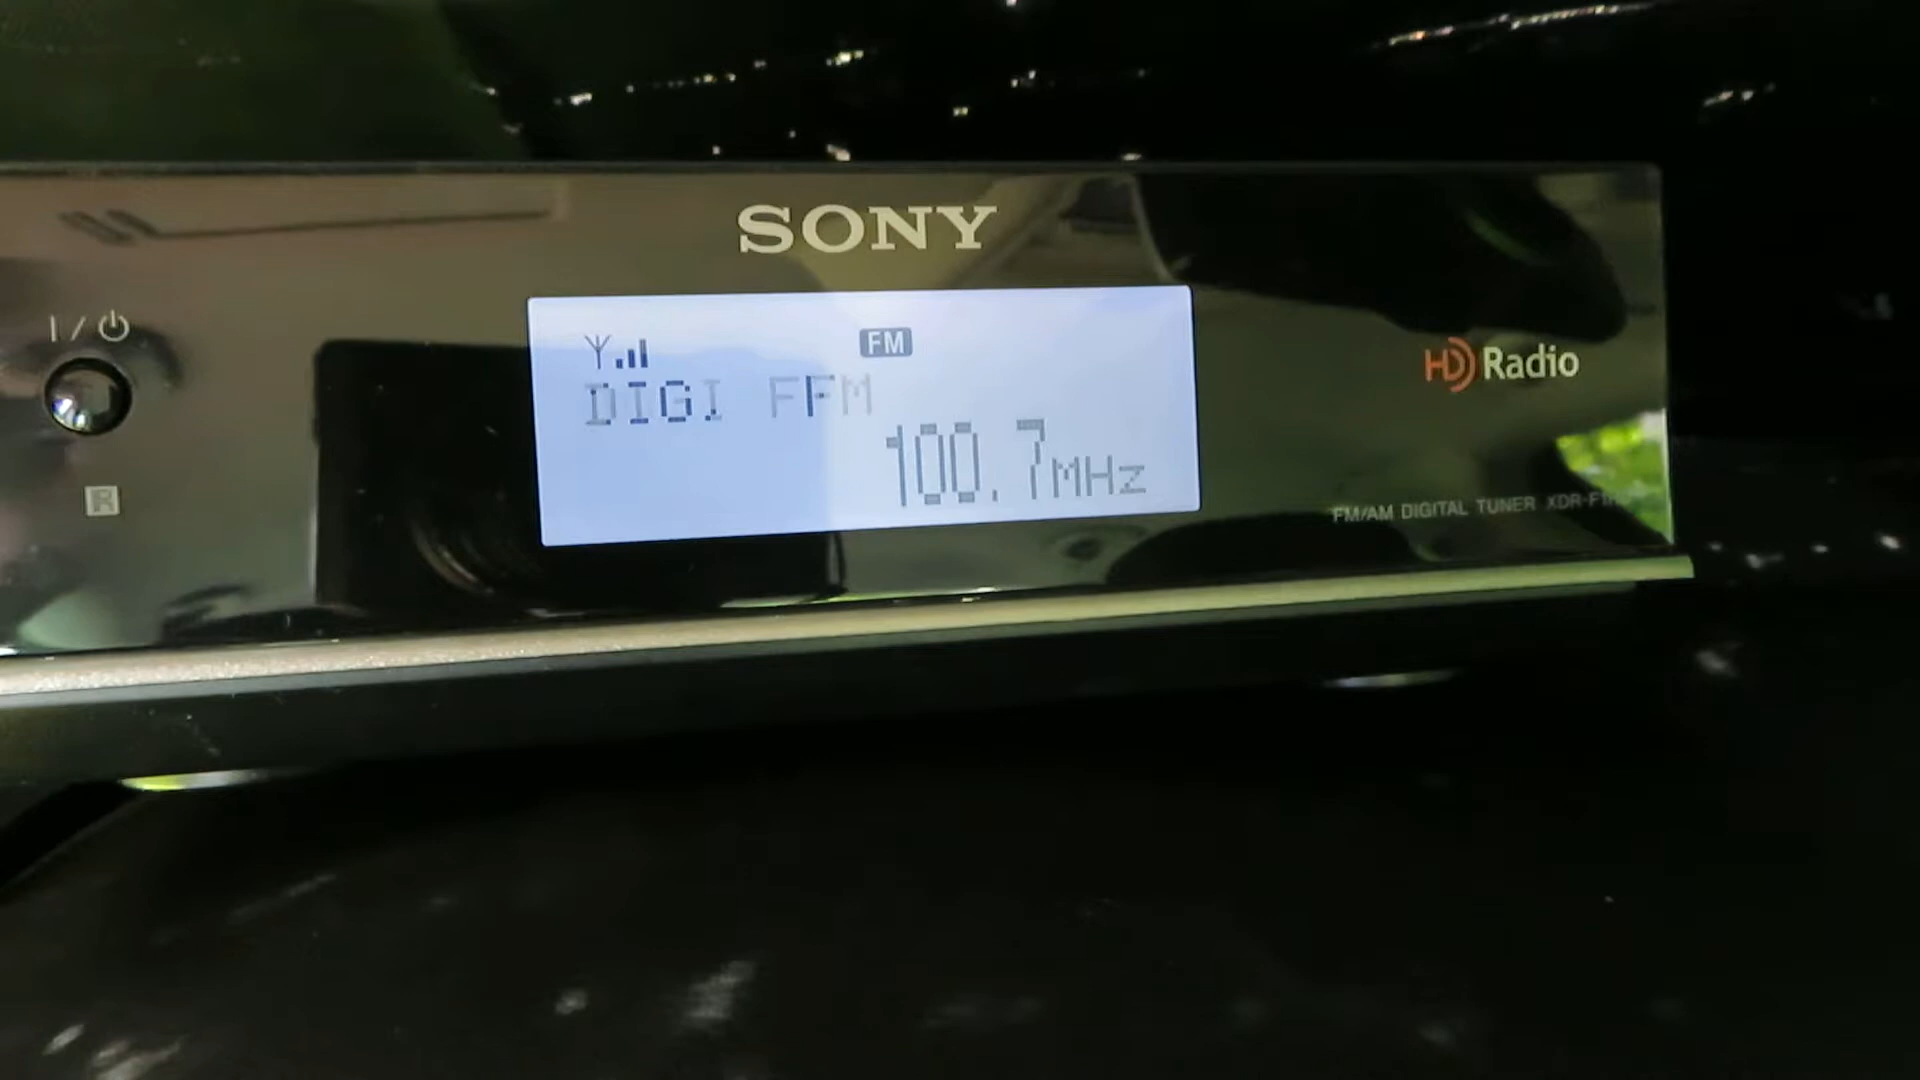 SONY
I/⏻
FM
DIGI FFM
100.7MHz
HD Radio
R
FM/AM DIGITAL TUNER